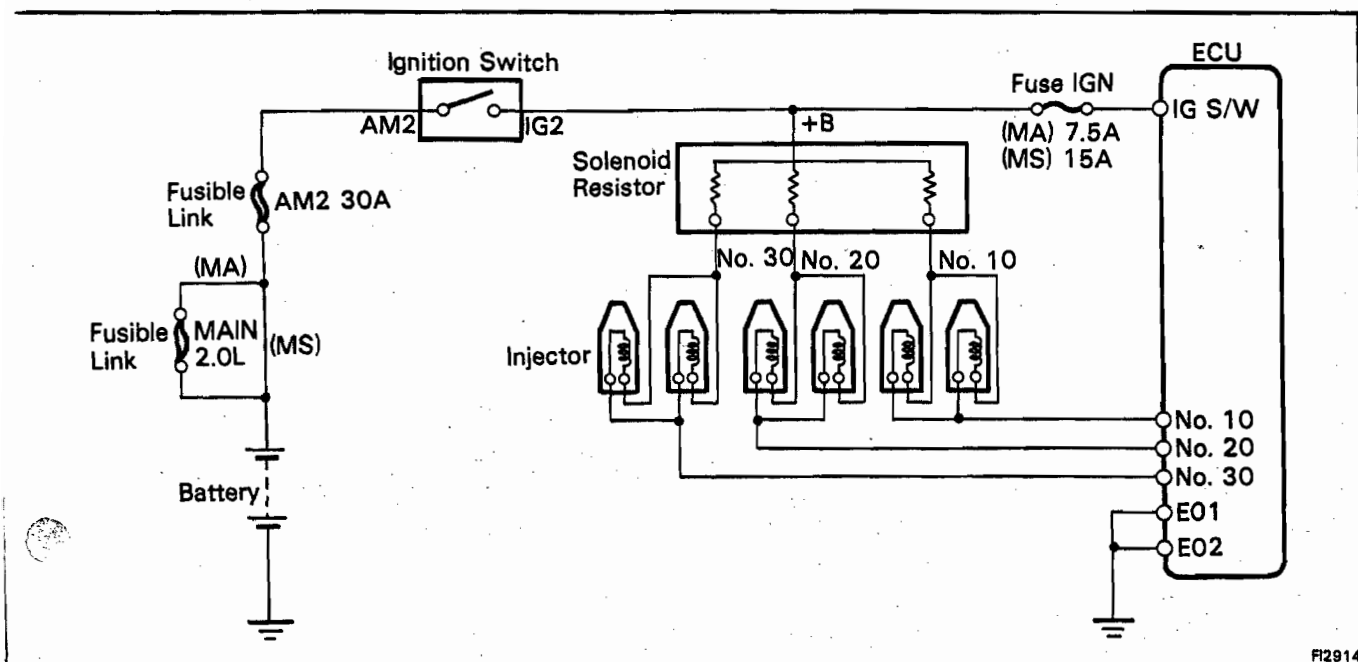 ECU
Ignition Switch
Fuse IGN
IG S/W
AM2
IG2
+B
(MA) 7.5A
(MS) 15A
Solenoid
Resistor
Fusible
Link
AM2 30A
(MA)
No. 30
No. 20
No. 10
Fusible
Link
MAIN
2.0L
(MS)
Injector
No. 10
No. 20
No. 30
Battery
E01
E02
FI2914